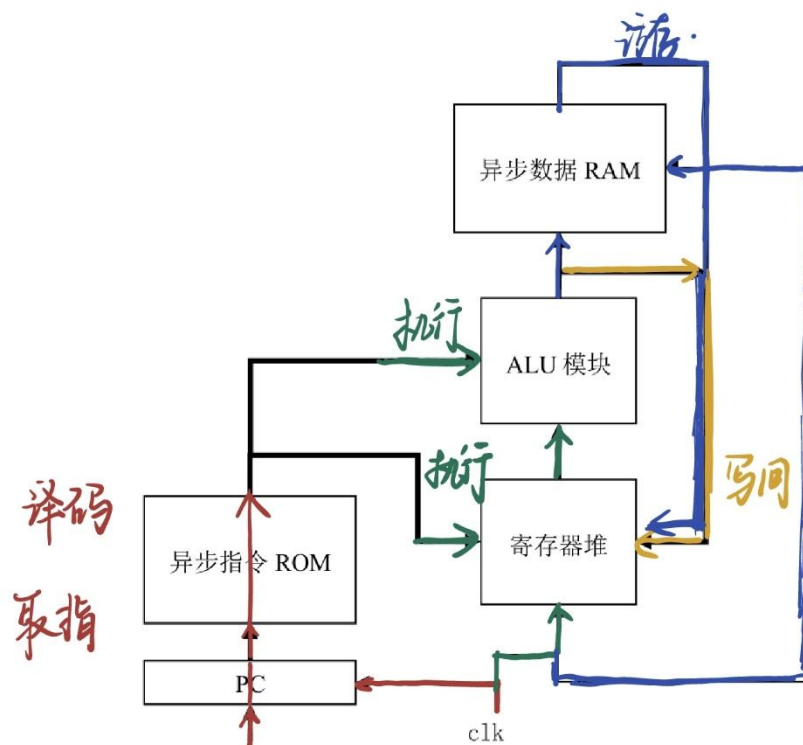 访存.
异步数据 RAM
执行
ALU 模块
执行
写回
译码
异步指令 ROM
寄存器堆
取指
PC
clk